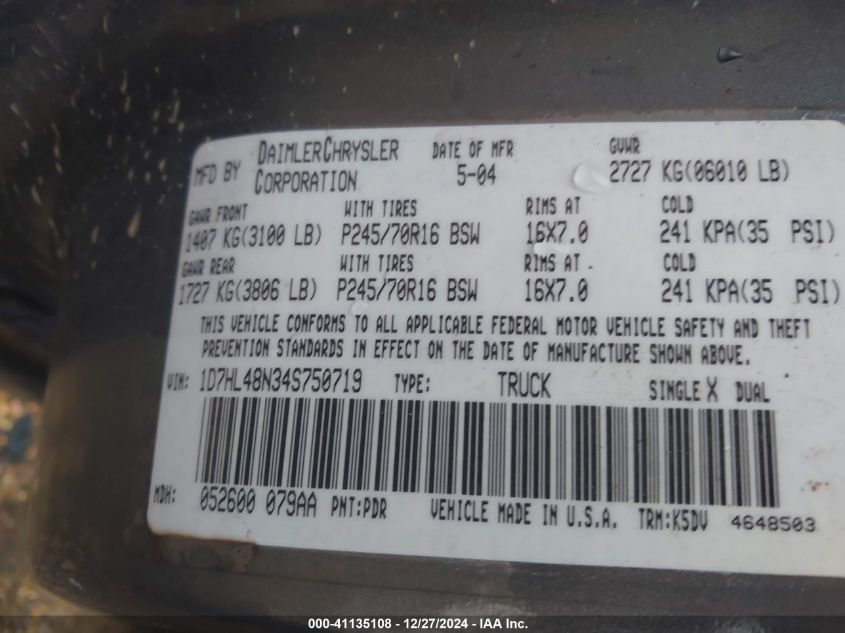 MFD BY DAIMLERCHRYSLER CORPORATION DATE OF MFR 5-04 GVWR 2727 KG(06010 LB)
GAWR FRONT WITH TIRES RIMS AT COLD
1407 KG(3100 LB) P245/70R16 BSW 16X7.0 241 KPA(35 PSI)
GAWR REAR WITH TIRES RIMS AT COLD
1727 KG(3806 LB) P245/70R16 BSW 16X7.0 241 KPA(35 PSI)
THIS VEHICLE CONFORMS TO ALL APPLICABLE FEDERAL MOTOR VEHICLE SAFETY AND THEFT
PREVENTION STANDARDS IN EFFECT ON THE DATE OF MANUFACTURE SHOWN ABOVE.
VIN: 1D7HL48N34S750719 TYPE: TRUCK SINGLE X DUAL
MDH: 052600 079AA PNT:PDR VEHICLE MADE IN U.S.A. TRM:K5DV 4648503
000-41135108 - 12/27/2024 - IAA Inc.